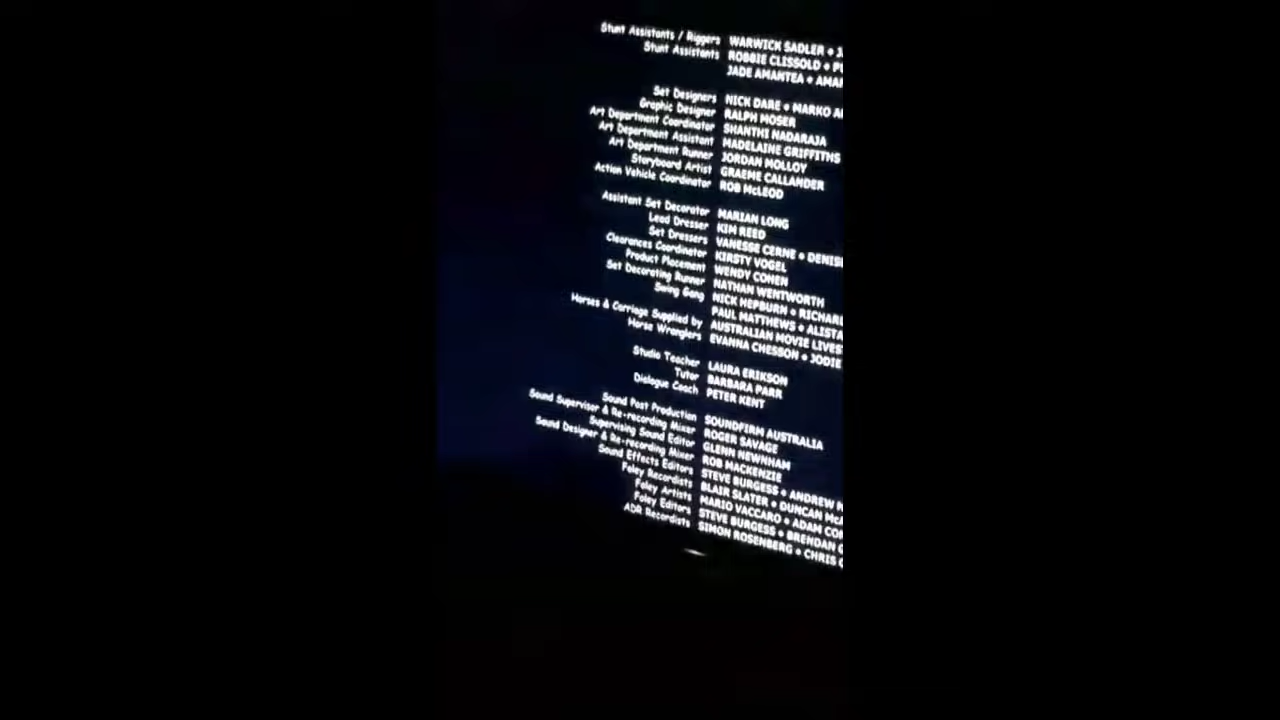 Stunt Assistants / Riggers WARWICK SADLER •
Stunt Assistants ROBBIE CLISSOLD •
JADE AMANTEA •
Set Designers NICK DARE • MARKO
Graphic Designer RALPH MOSER
Art Department Coordinator SHANTHI NADARAJA
Art Department Assistant MADELAINE GRIFFITHS
Art Department Runner JORDAN MOLLOY
Storyboard Artist GRAEME CALLANDER
Action Vehicle Coordinator ROB McLEOD
Assistant Set Decorator MARIAN LONG
Lead Dresser KIM REED
Set Dressers VANESSE CERNE • DENIS
Clearances Coordinator KIRSTY VOGEL
Product Placement WENDY COHEN
Set Decorating Runner NATHAN WENTWORTH
Swing Gang NICK HEPBURN • RICHAR
PAUL MATTHEWS • ALISTA
Horses & Carriage Supplied by AUSTRALIAN MOVIE LIVES
Horse Wranglers EVANNA CHESSON • JODIE
Studio Teacher LAURA ERIKSON
Tutor BARBARA PARR
Dialogue Coach PETER KENT
Sound Post Production SOUNDFIRM AUSTRALIA
Sound Supervisor & Re-recording Mixer ROGER SAVAGE
Supervising Sound Editor GLENN NEWNHAM
Sound Designer & Re-recording Mixer ROB MACKENZIE
Sound Effects Editors STEVE BURGESS • ANDREW
Foley Recordists BLAIR SLATER • DUNCAN
Foley Artists MARIO VACCARO • ADAM
Foley Editors STEVE BURGESS • BRENDAN
ADR Recordists SIMON ROSENBERG • CHRIS